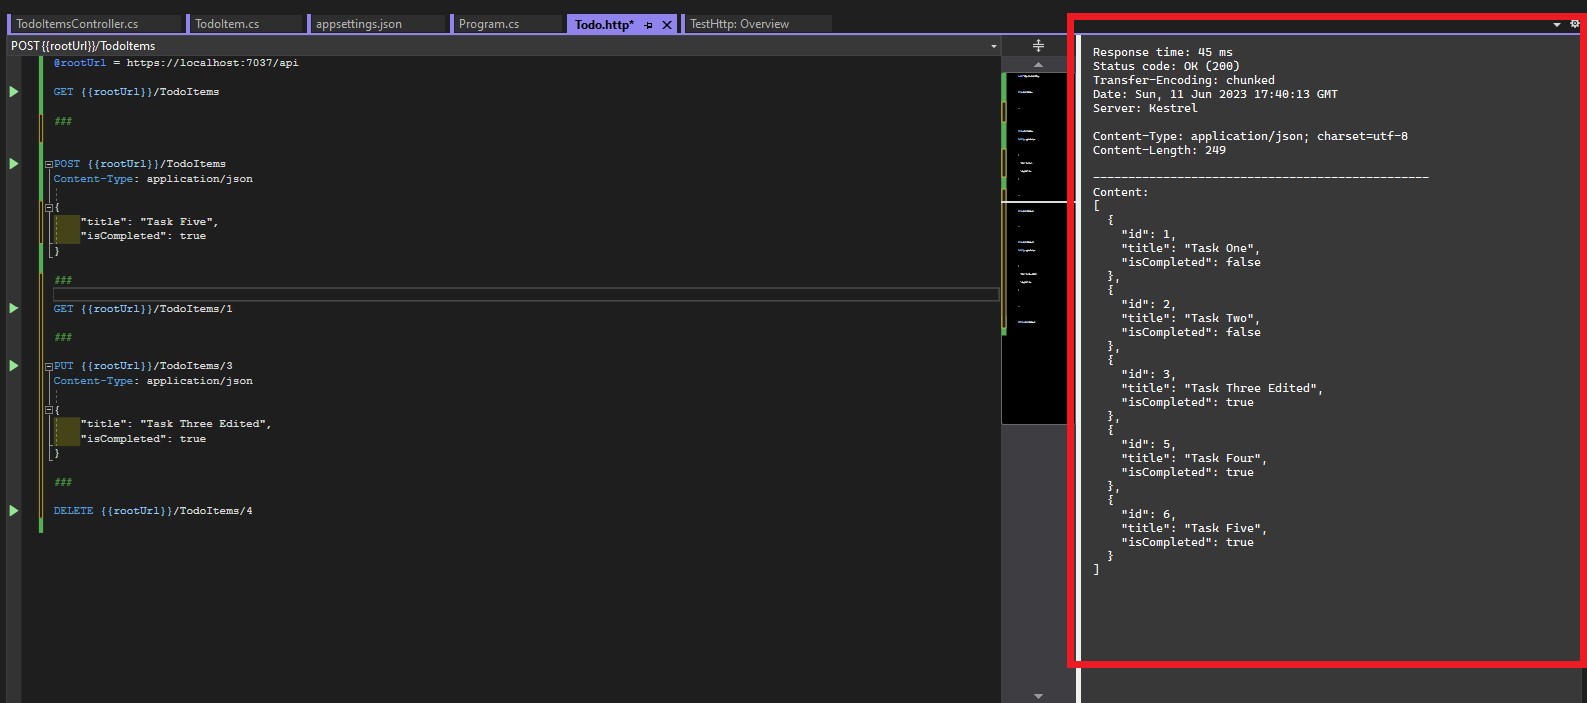 TodoItemsController.cs
TodoItem.cs
appsettings.json
Program.cs
Todo.http*
TestHttp: Overview
POST{{rootUrl}}/TodoItems
@rootUrl = https://localhost:7037/api
GET {{rootUrl}}/TodoItems
###
POST {{rootUrl}}/TodoItems
Content-Type: application/json
{
"title": "Task Five",
"isCompleted": true
}
###
GET {{rootUrl}}/TodoItems/1
###
PUT {{rootUrl}}/TodoItems/3
Content-Type: application/json
{
"title": "Task Three Edited",
"isCompleted": true
}
###
DELETE {{rootUrl}}/TodoItems/4
Response time: 45 ms
Status code: OK (200)
Transfer-Encoding: chunked
Date: Sun, 11 Jun 2023 17:40:13 GMT
Server: Kestrel
Content-Type: application/json; charset=utf-8
Content-Length: 249
------------------------------------------------
Content:
[
{
"id": 1,
"title": "Task One",
"isCompleted": false
},
{
"id": 2,
"title": "Task Two",
"isCompleted": false
},
{
"id": 3,
"title": "Task Three Edited",
"isCompleted": true
},
{
"id": 5,
"title": "Task Four",
"isCompleted": true
},
{
"id": 6,
"title": "Task Five",
"isCompleted": true
}
]